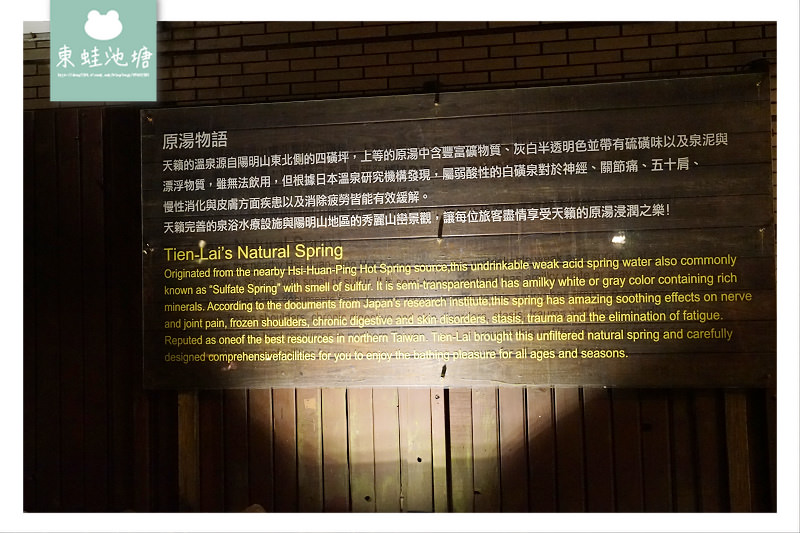 東蛙池塘
原湯物語
天籟的溫泉源自陽明山東北側的四磺坪，上等的原湯中含豐富礦物質、灰白半透明色並帶有硫磺味以及泉泥與
漂浮物質，雖無法飲用，但根據日本溫泉研究機構發現，屬弱酸性的白磺泉對於神經、關節痛、五十肩、
慢性消化與皮膚方面疾患以及消除疲勞皆能有效緩解。
天籟完善的泉浴水療設施與陽明山地區的秀麗山巒景觀，讓每位旅客盡情享受天籟的原湯浸潤之樂！
Tien-Lai's Natural Spring
Originated from the nearby Hsi-Huan-Ping Hot Spring source,this undrinkable weak acid spring water also commonly
known as "Sulfate Spring" with smell of sulfur. It is semi-transparentand has amilky white or gray color containing rich
minerals. According to the documents from Japan's research institute,this spring has amazing soothing effects on nerve
and joint pain, frozen shoulders, chronic digestive and skin disorders, stasis, trauma and the elimination of fatigue.
Reputed as oneof the best resources in northern Taiwan. Tien-Lai brought this unfiltered natural spring and carefully
designed comprehensivefacilities for you to enjoy the bathing pleasure for all ages and seasons.